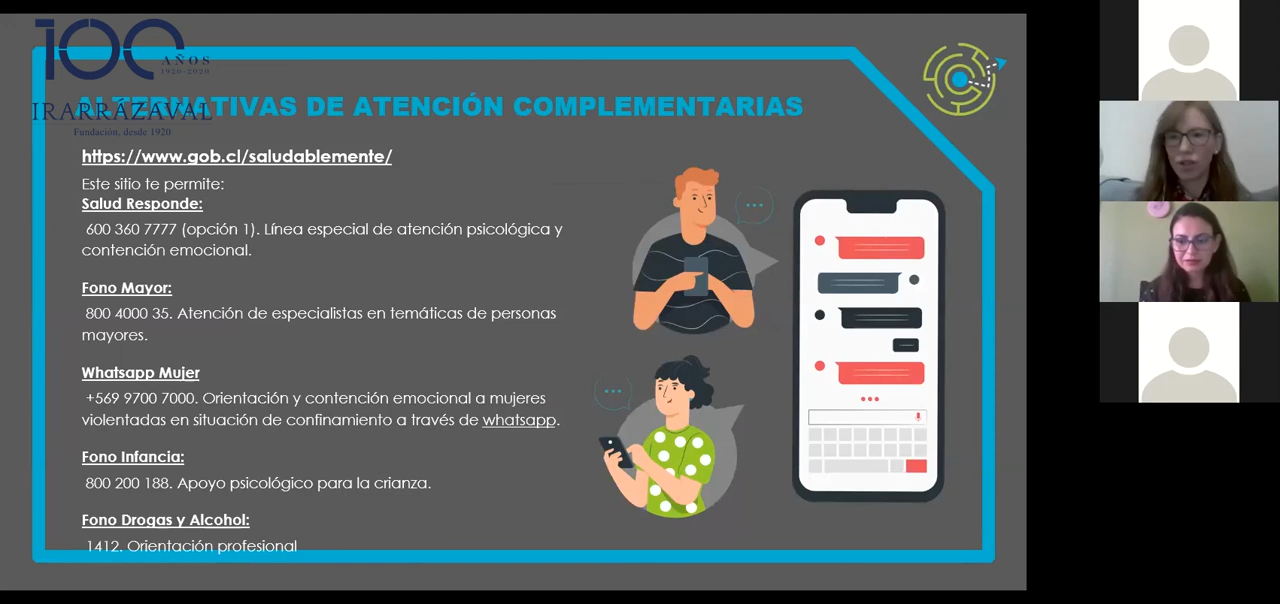 100
AÑOS
1920-2020
IRARRÁZAVAL
Fundación, desde 1920
ALTERNATIVAS DE ATENCIÓN COMPLEMENTARIAS
https://www.gob.cl/saludablemente/
Este sitio te permite:
Salud Responde:
600 360 7777 (opción 1). Línea especial de atención psicológica y
contención emocional.
Fono Mayor:
800 4000 35. Atención de especialistas en temáticas de personas
mayores.
Whatsapp Mujer
+569 9700 7000. Orientación y contención emocional a mujeres
violentadas en situación de confinamiento a través de whatsapp.
Fono Infancia:
800 200 188. Apoyo psicológico para la crianza.
Fono Drogas y Alcohol:
1412. Orientación profesional